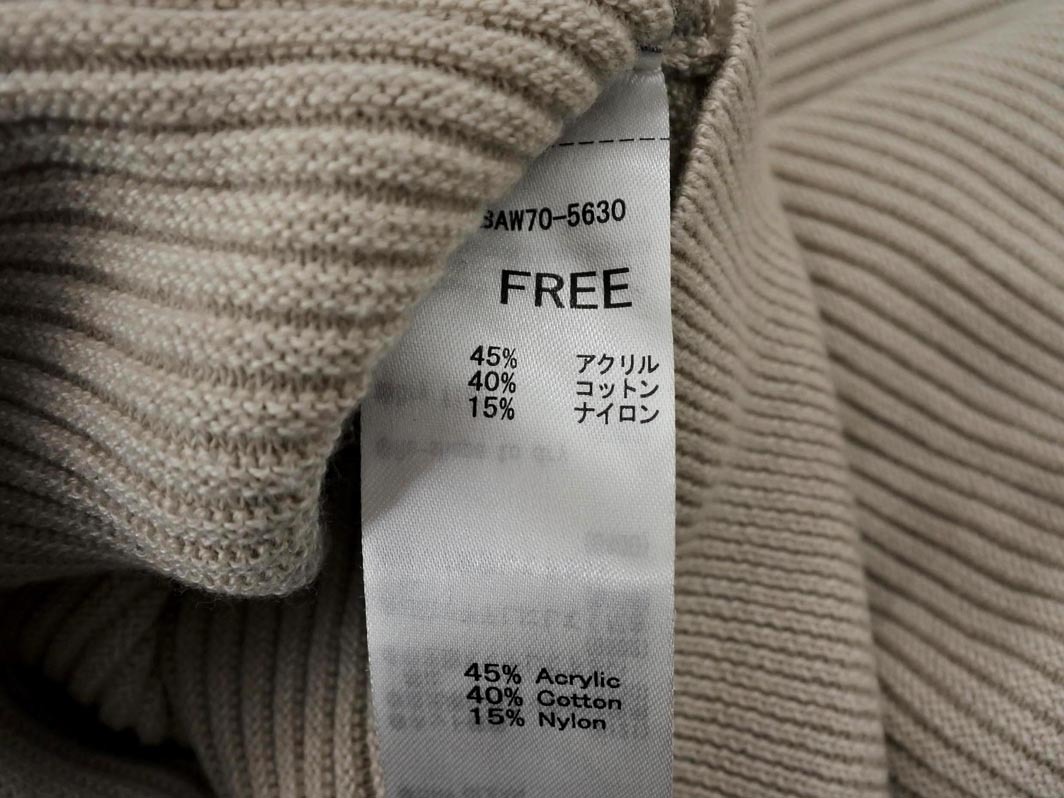 BAW70-5630
FREE
45% アクリル
40% コットン
15% ナイロン
45% Acrylic
40% Cotton
15% Nylon